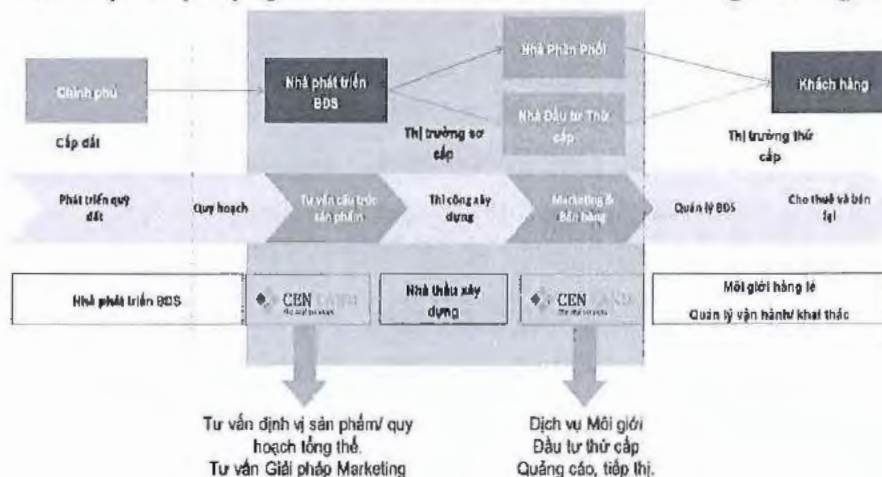 Nhà Phân Phối
Chính phủ
Nhà phát triển
BĐS
Khách hàng
Nhà Đầu tư Thứ
cấp
Cấp đất
Thị trường sơ
cấp
Thị trường thứ
cấp
Phát triển quỹ
đất
Quy hoạch
Tư vấn cấu trúc
sản phẩm
Thi công xây
dựng
Marketing &
Bán hàng
Quản lý BĐS
Cho thuê và bán
lại
Nhà phát triển BĐS
CENLAND
Nhà thầu xây
dựng
CENLAND
Môi giới hàng lẻ
Quản lý vận hành/ khai thác
Tư vấn định vị sản phẩm/ quy
hoạch tổng thể.
Tư vấn Giải pháp Marketing
Dịch vụ Môi giới
Đầu tư thứ cấp
Quảng cáo, tiếp thị.